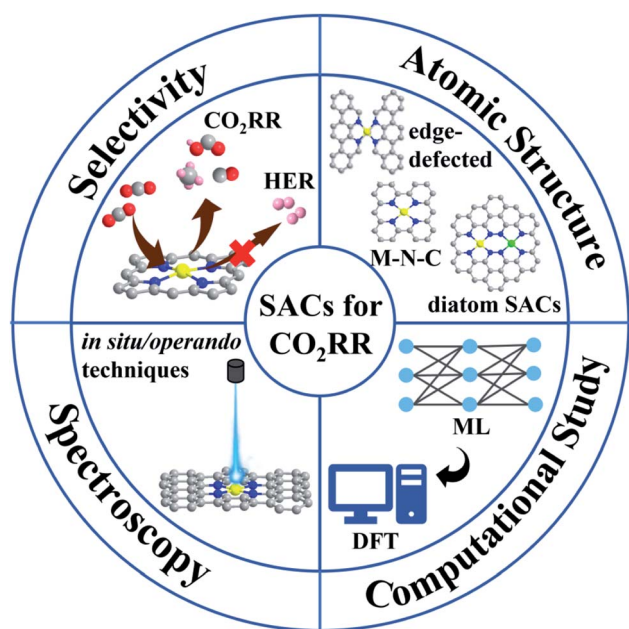 Selectivity
CO₂RR
HER
Atomic Structure
edge-
defected
M-N-C
diatom SACs
SACs for
CO₂RR
in situ/operando
techniques
Spectroscopy
ML
DFT
Computational Study